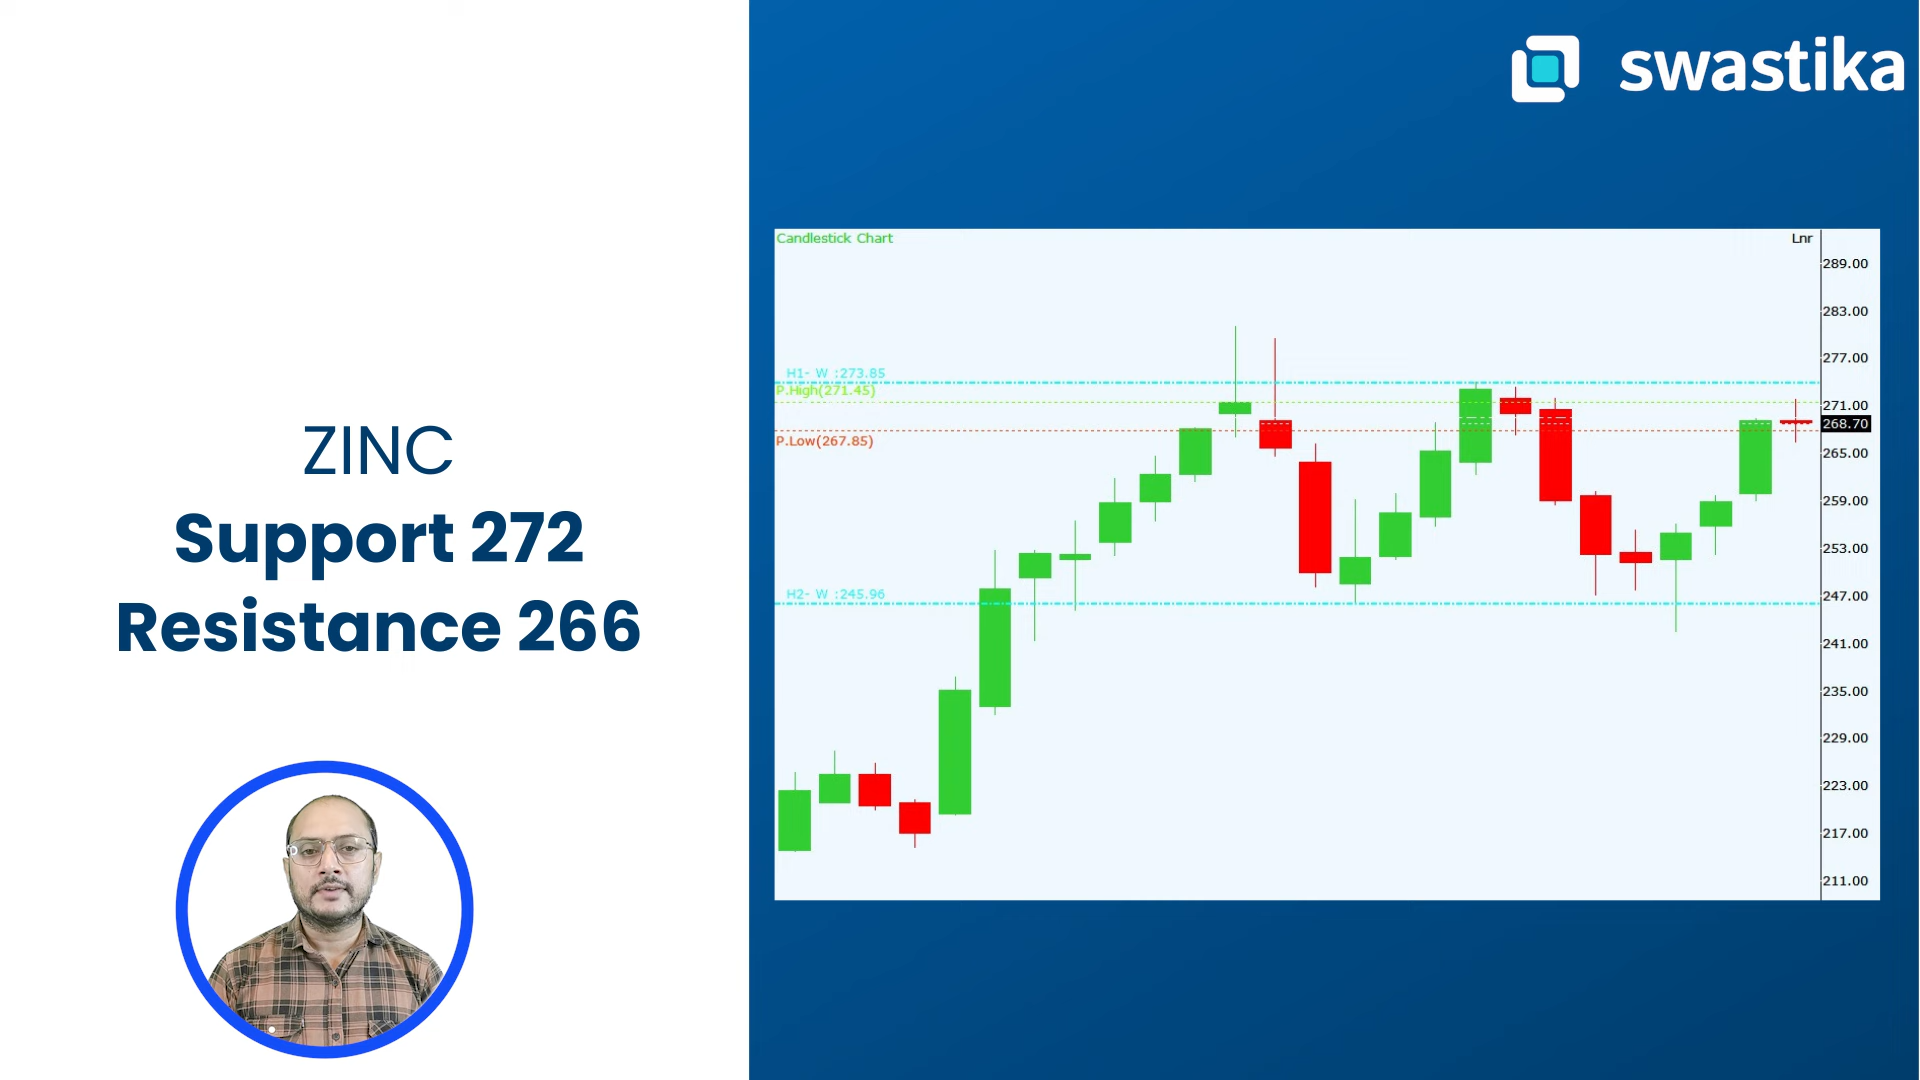 swastika
ZINC
Support 272
Resistance 266
Candlestick Chart
Lnr
289.00
283.00
277.00
H1- W :273.85
P.High(271.45)
271.00
268.70
P.Low(267.85)
265.00
259.00
253.00
H2- W :245.96
247.00
241.00
235.00
229.00
223.00
217.00
211.00